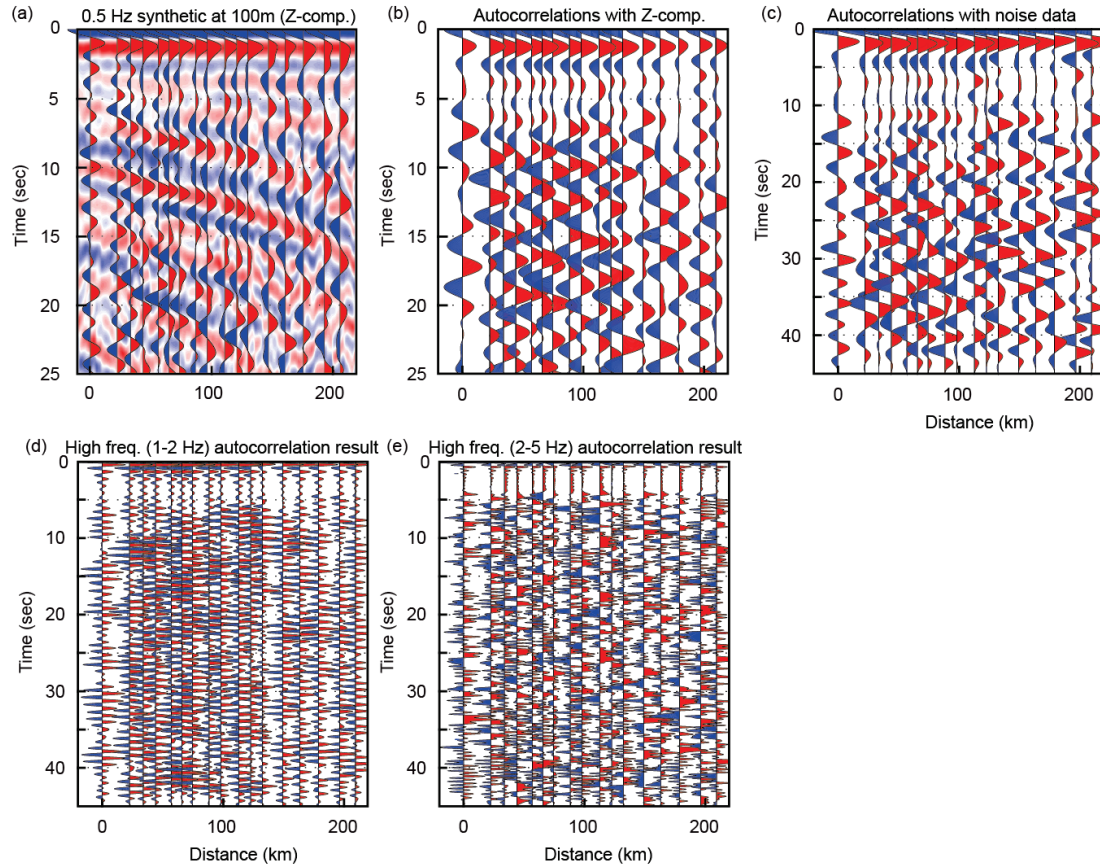 (a) 0.5 Hz synthetic at 100m (Z-comp.)
0
5
10
15
20
25
Time (sec)
0 100 200
(b) Autocorrelations with Z-comp.
0
5
10
15
20
25
Time (sec)
0 100 200
(c) Autocorrelations with noise data
0
10
20
30
40
Time (sec)
0 100 200
Distance (km)
(d) High freq. (1-2 Hz) autocorrelation result
0
10
20
30
40
Time (sec)
0 100 200
Distance (km)
(e) High freq. (2-5 Hz) autocorrelation result
0
10
20
30
40
Time (sec)
0 100 200
Distance (km)